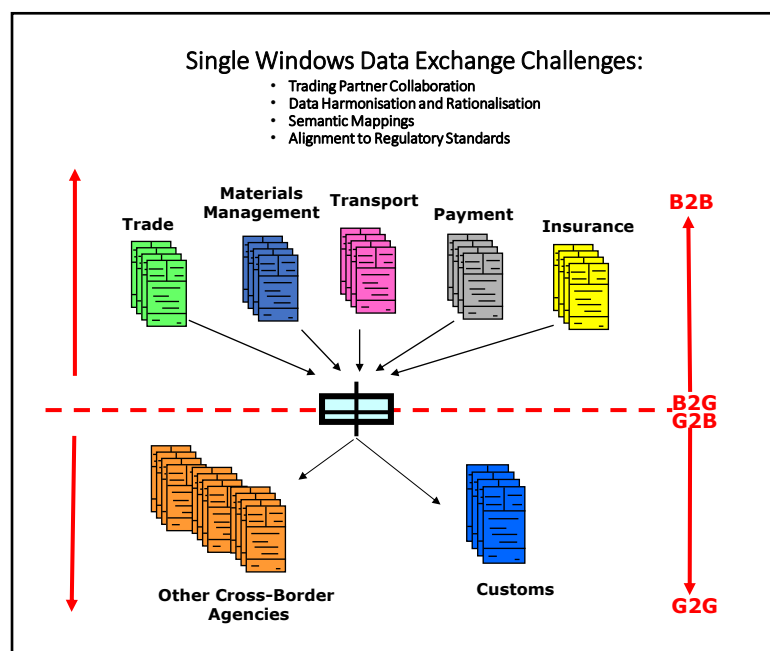 Single Windows Data Exchange Challenges:
• Trading Partner Collaboration
• Data Harmonisation and Rationalisation
• Semantic Mappings
• Alignment to Regulatory Standards
Trade
Materials
Management
Transport
Payment
Insurance
B2B
B2G
G2B
Other Cross-Border
Agencies
Customs
G2G